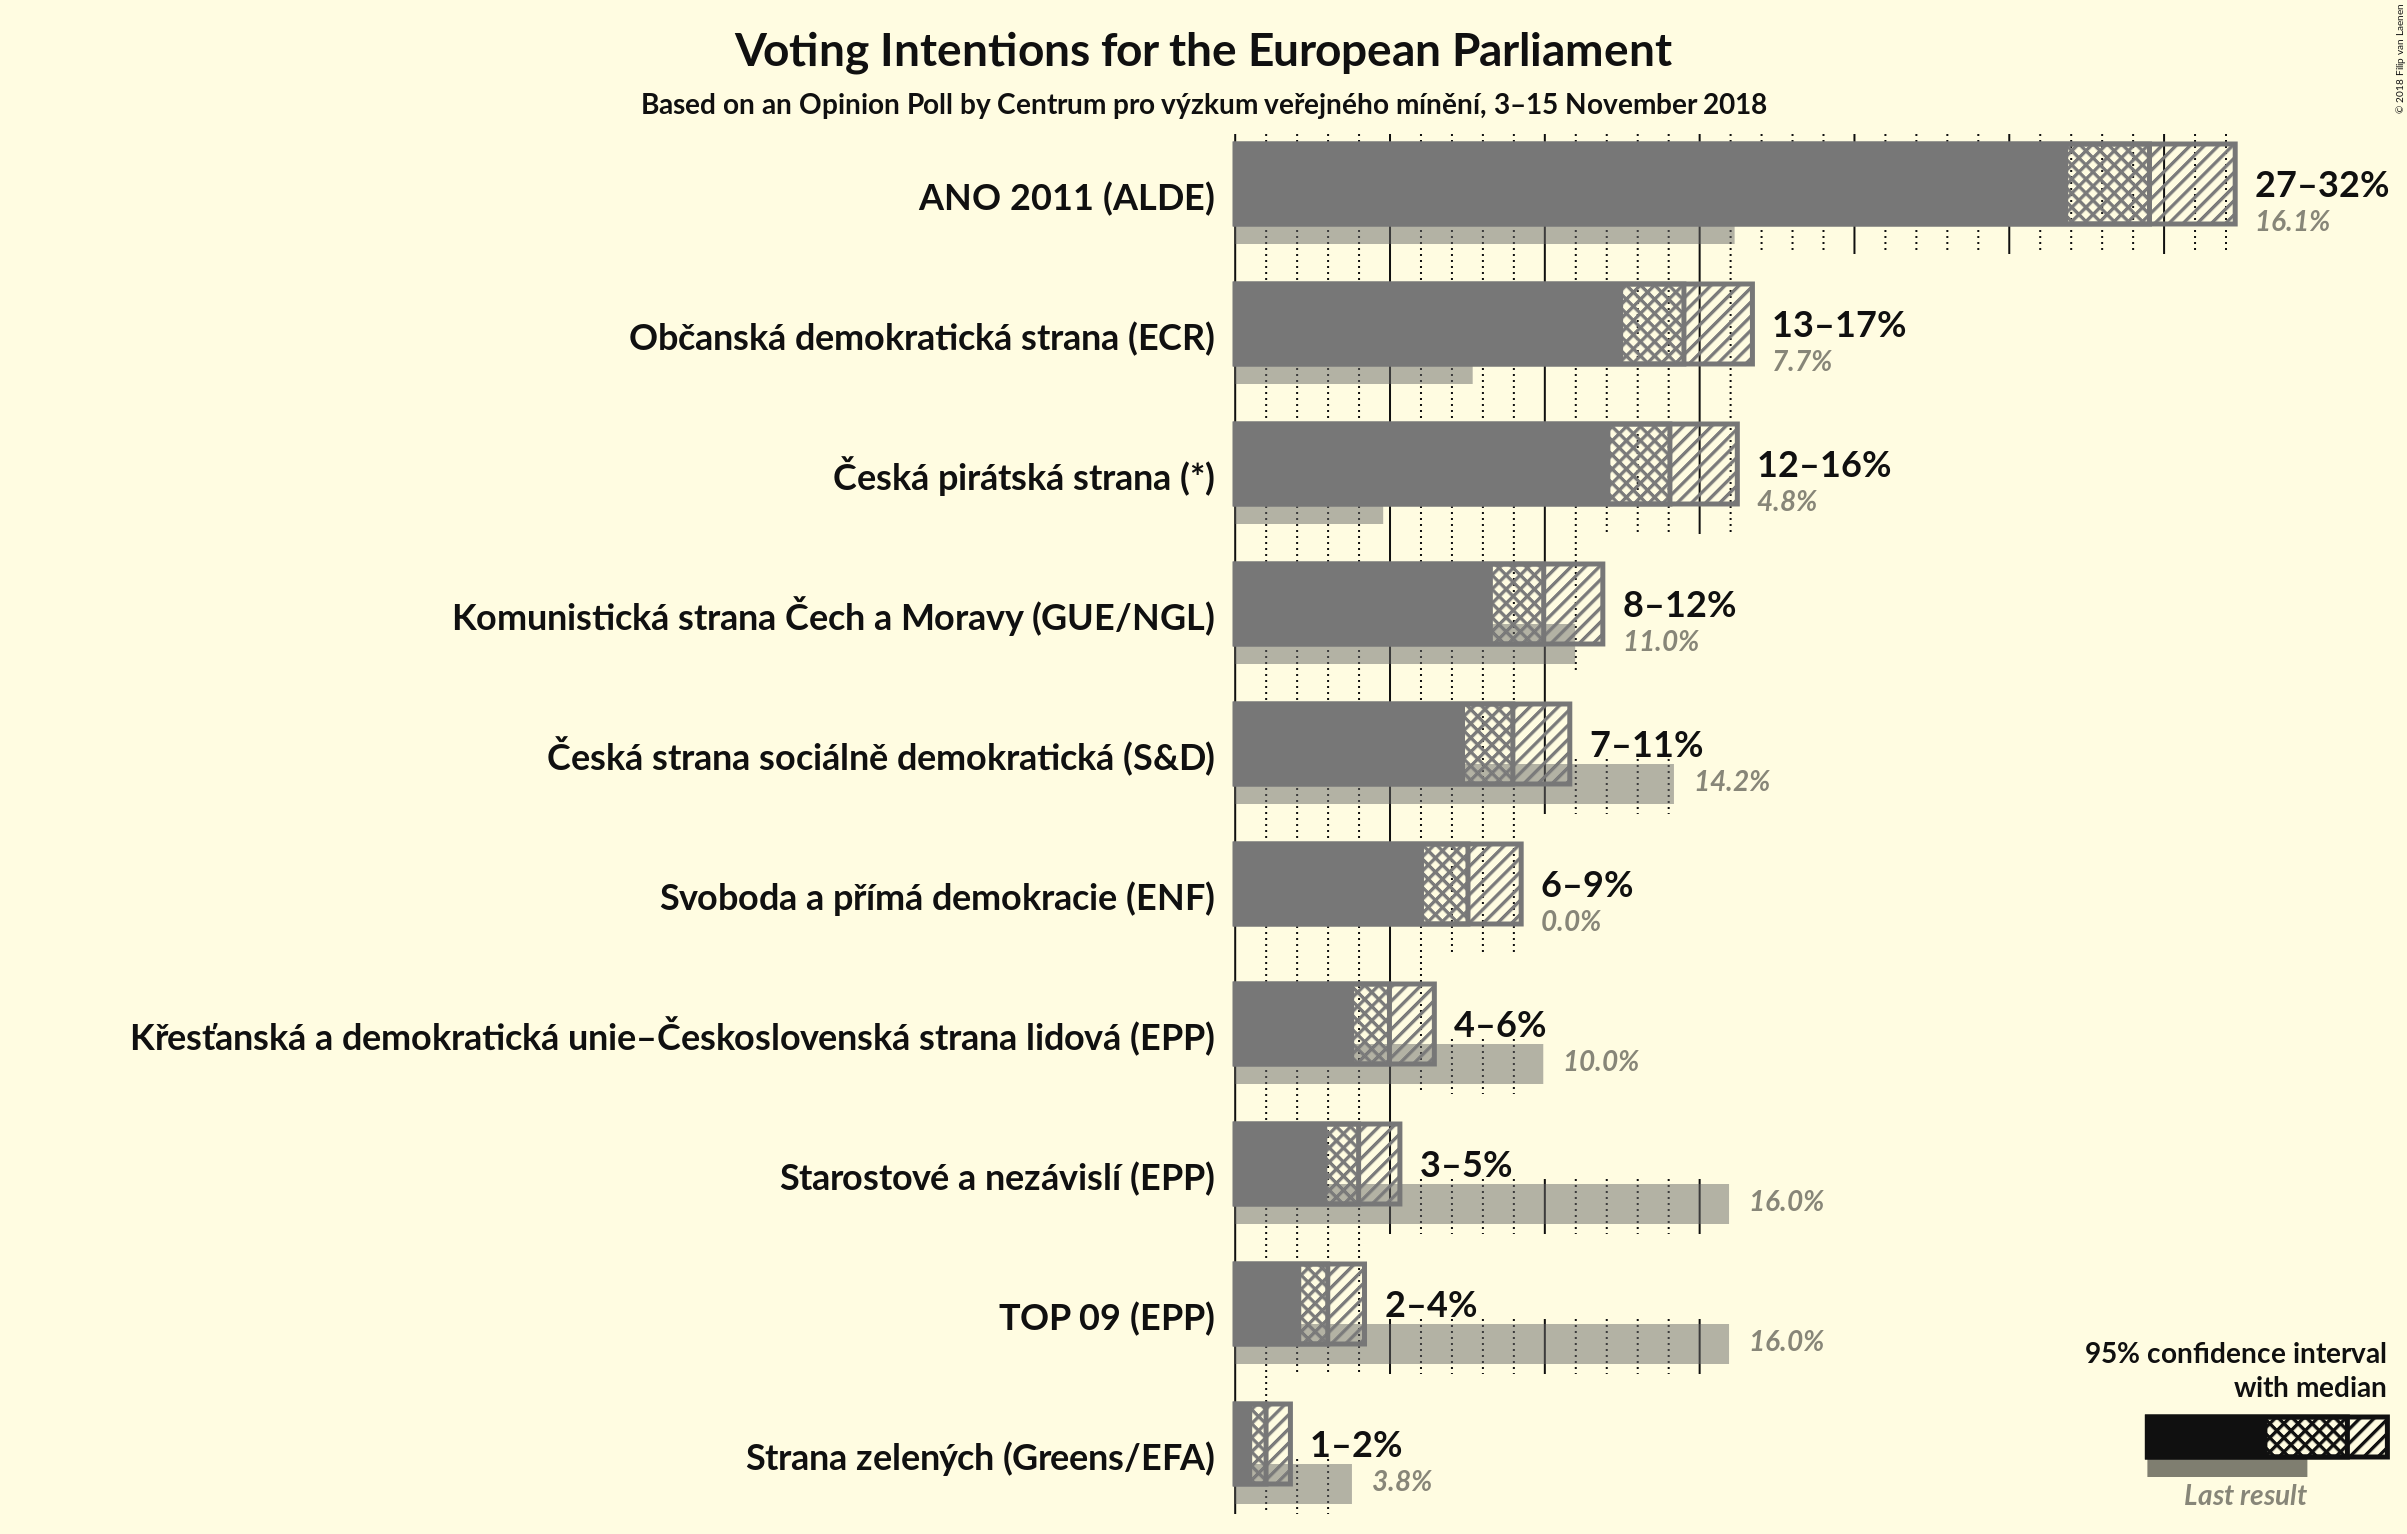 © 2018 Filip van Laenen
Voting Intentions for the European Parliament
Based on an Opinion Poll by Centrum pro výzkum veřejného mínění, 3–15 November 2018
ANO 2011 (ALDE)
27–32%
16.1%
Občanská demokratická strana (ECR)
13–17%
7.7%
Česká pirátská strana (*)
12–16%
4.8%
Komunistická strana Čech a Moravy (GUE/NGL)
8–12%
11.0%
Česká strana sociálně demokratická (S&D)
7–11%
14.2%
Svoboda a přímá demokracie (ENF)
6–9%
0.0%
Křesťanská a demokratická unie–Československá strana lidová (EPP)
4–6%
10.0%
Starostové a nezávislí (EPP)
3–5%
16.0%
TOP 09 (EPP)
2–4%
16.0%
Strana zelených (Greens/EFA)
1–2%
3.8%
95% confidence interval
with median
Last result